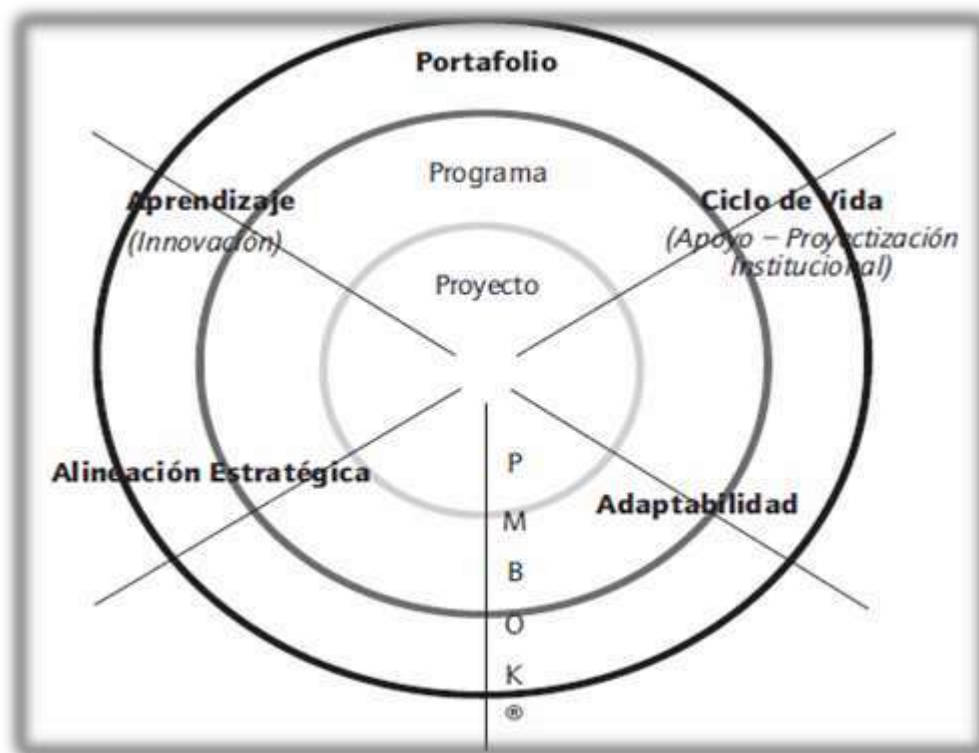 Portafolio
Programa
Aprendizaje
(Innovación)
Ciclo de Vida
(Apoyo – Proyectización
Institucional)
Proyecto
Alineación Estratégica
Adaptabilidad
P
M
B
O
K
®